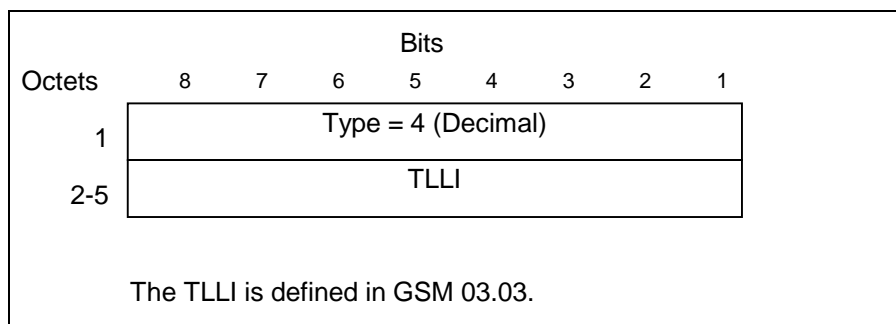 Bits
Octets 8 7 6 5 4 3 2 1
1 Type = 4 (Decimal)
2-5 TLLI
The TLLI is defined in GSM 03.03.